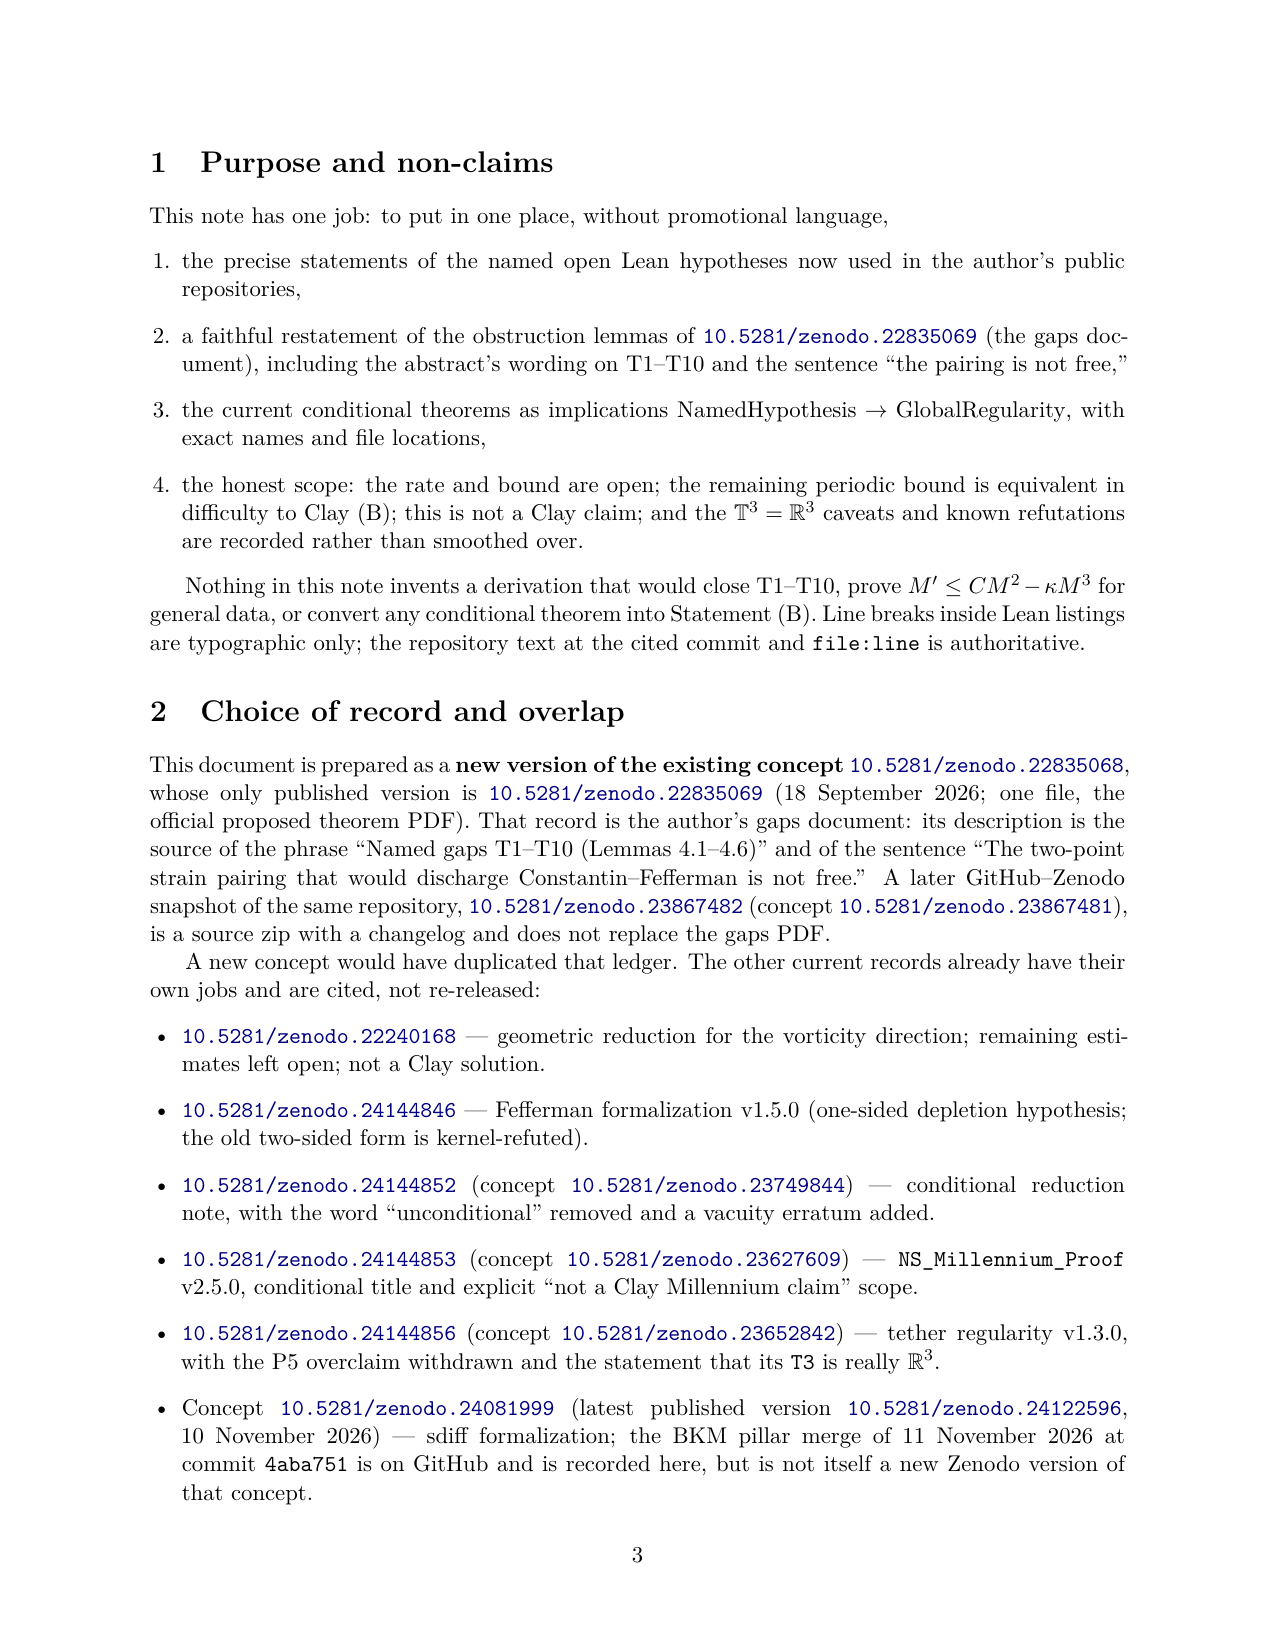 1 Purpose and non-claims
This note has one job: to put in one place, without promotional language,
1. the precise statements of the named open Lean hypotheses now used in the author's public
repositories,
2. a faithful restatement of the obstruction lemmas of 10.5281/zenodo.22835069 (the gaps doc-
ument), including the abstract's wording on T1–T10 and the sentence “the pairing is not free,”
3. the current conditional theorems as implications NamedHypothesis → GlobalRegularity, with
exact names and file locations,
4. the honest scope: the rate and bound are open; the remaining periodic bound is equivalent in
difficulty to Clay (B); this is not a Clay claim; and the 𝕋³ = ℝ³ caveats and known refutations
are recorded rather than smoothed over.
Nothing in this note invents a derivation that would close T1–T10, prove M′ ≤ CM² − κM³ for
general data, or convert any conditional theorem into Statement (B). Line breaks inside Lean listings
are typographic only; the repository text at the cited commit and file:line is authoritative.
2 Choice of record and overlap
This document is prepared as a new version of the existing concept 10.5281/zenodo.22835068,
whose only published version is 10.5281/zenodo.22835069 (18 September 2026; one file, the
official proposed theorem PDF). That record is the author's gaps document: its description is the
source of the phrase “Named gaps T1–T10 (Lemmas 4.1–4.6)” and of the sentence “The two-point
strain pairing that would discharge Constantin–Fefferman is not free.” A later GitHub–Zenodo
snapshot of the same repository, 10.5281/zenodo.23867482 (concept 10.5281/zenodo.23867481),
is a source zip with a changelog and does not replace the gaps PDF.
A new concept would have duplicated that ledger. The other current records already have their
own jobs and are cited, not re-released:
• 10.5281/zenodo.22240168 — geometric reduction for the vorticity direction; remaining esti-
mates left open; not a Clay solution.
• 10.5281/zenodo.24144846 — Fefferman formalization v1.5.0 (one-sided depletion hypothesis;
the old two-sided form is kernel-refuted).
• 10.5281/zenodo.24144852 (concept 10.5281/zenodo.23749844) — conditional reduction
note, with the word “unconditional” removed and a vacuity erratum added.
• 10.5281/zenodo.24144853 (concept 10.5281/zenodo.23627609) — NS_Millennium_Proof
v2.5.0, conditional title and explicit “not a Clay Millennium claim” scope.
• 10.5281/zenodo.24144856 (concept 10.5281/zenodo.23652842) — tether regularity v1.3.0,
with the P5 overclaim withdrawn and the statement that its T3 is really ℝ³.
• Concept 10.5281/zenodo.24081999 (latest published version 10.5281/zenodo.24122596,
10 November 2026) — sdiff formalization; the BKM pillar merge of 11 November 2026 at
commit 4aba751 is on GitHub and is recorded here, but is not itself a new Zenodo version of
that concept.
3